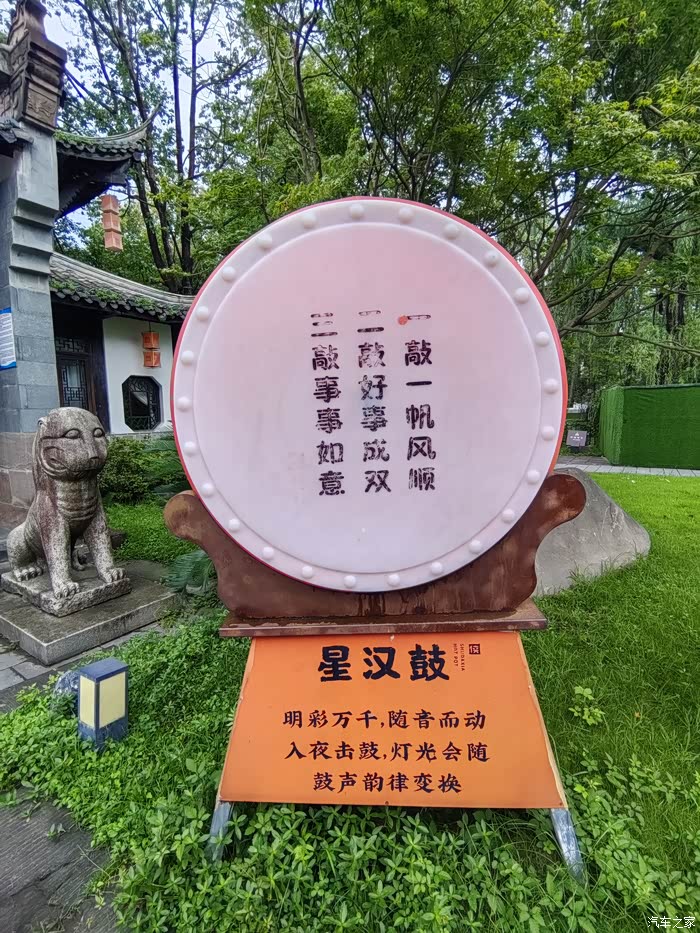 一敲一帆风顺
二敲好事成双
三敲事事如意
星汉鼓
明彩万千,随音而动
入夜击鼓,灯光会随
鼓声韵律变换
汽车之家